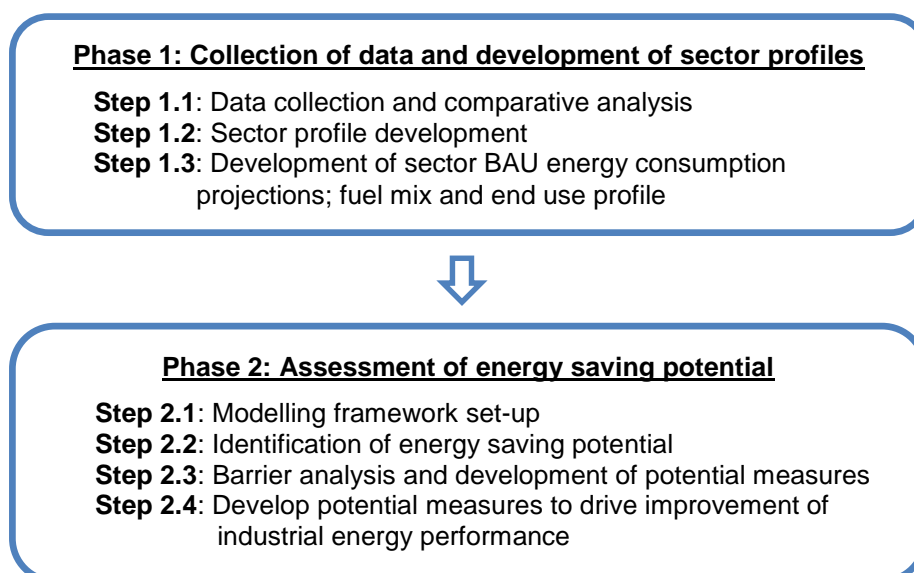 Phase 1: Collection of data and development of sector profiles
Step 1.1: Data collection and comparative analysis
Step 1.2: Sector profile development
Step 1.3: Development of sector BAU energy consumption
projections; fuel mix and end use profile
Phase 2: Assessment of energy saving potential
Step 2.1: Modelling framework set-up
Step 2.2: Identification of energy saving potential
Step 2.3: Barrier analysis and development of potential measures
Step 2.4: Develop potential measures to drive improvement of
industrial energy performance